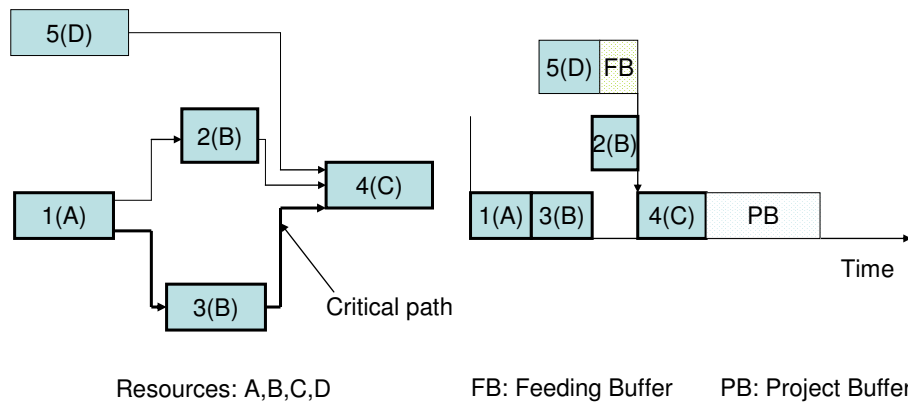 5(D)
2(B)
1(A)
4(C)
3(B)
Critical path
5(D) FB
2(B)
1(A) 3(B) 4(C) PB
Time
Resources: A,B,C,D
FB: Feeding Buffer
PB: Project Buffer